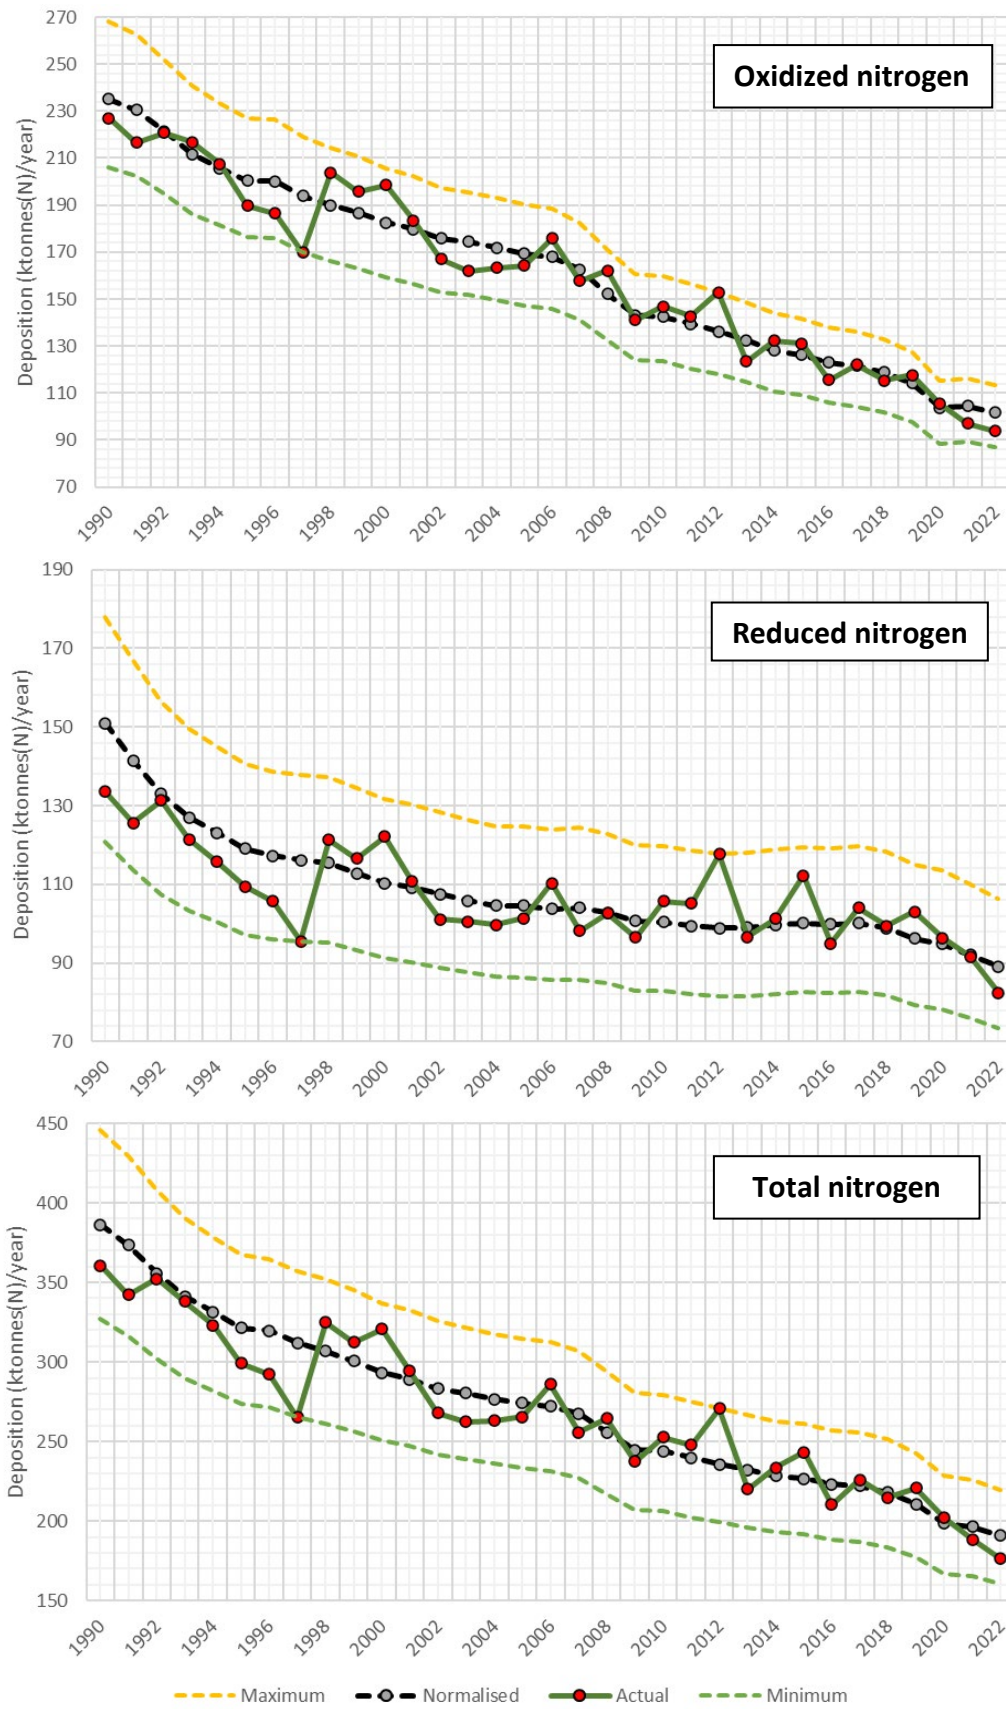 Oxidized nitrogen
Deposition (ktonnes(N)/year)
270
250
230
210
190
170
150
130
110
90
70
1990 1992 1994 1996 1998 2000 2002 2004 2006 2008 2010 2012 2014 2016 2018 2020 2022
Reduced nitrogen
Deposition (ktonnes(N)/year)
190
170
150
130
110
90
70
1990 1992 1994 1996 1998 2000 2002 2004 2006 2008 2010 2012 2014 2016 2018 2020 2022
Total nitrogen
Deposition (ktonnes(N)/year)
450
400
350
300
250
200
150
1990 1992 1994 1996 1998 2000 2002 2004 2006 2008 2010 2012 2014 2016 2018 2020 2022
Maximum Normalised Actual Minimum